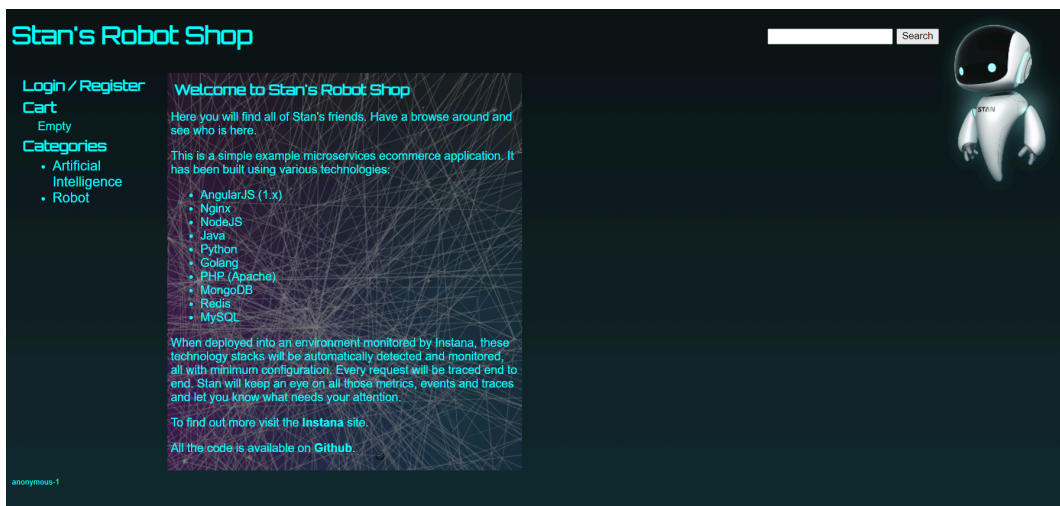 Stan's Robot Shop
Search
STAN
Login / Register
Cart
Empty
Categories
• Artificial
Intelligence
• Robot
Welcome to Stan's Robot Shop
Here you will find all of Stan's friends. Have a browse around and
see who is here.
This is a simple example microservices ecommerce application. It
has been built using various technologies:
• AngularJS (1.x)
• Nginx
• NodeJS
• Java
• Python
• Golang
• PHP (Apache)
• MongoDB
• Redis
• MySQL
When deployed into an environment monitored by Instana, these
technology stacks will be automatically detected and monitored,
all with minimum configuration. Every request will be traced end to
end. Stan will keep an eye on all those metrics, events and traces
and let you know what needs your attention.
To find out more visit the Instana site.
All the code is available on Github.
anonymous-1